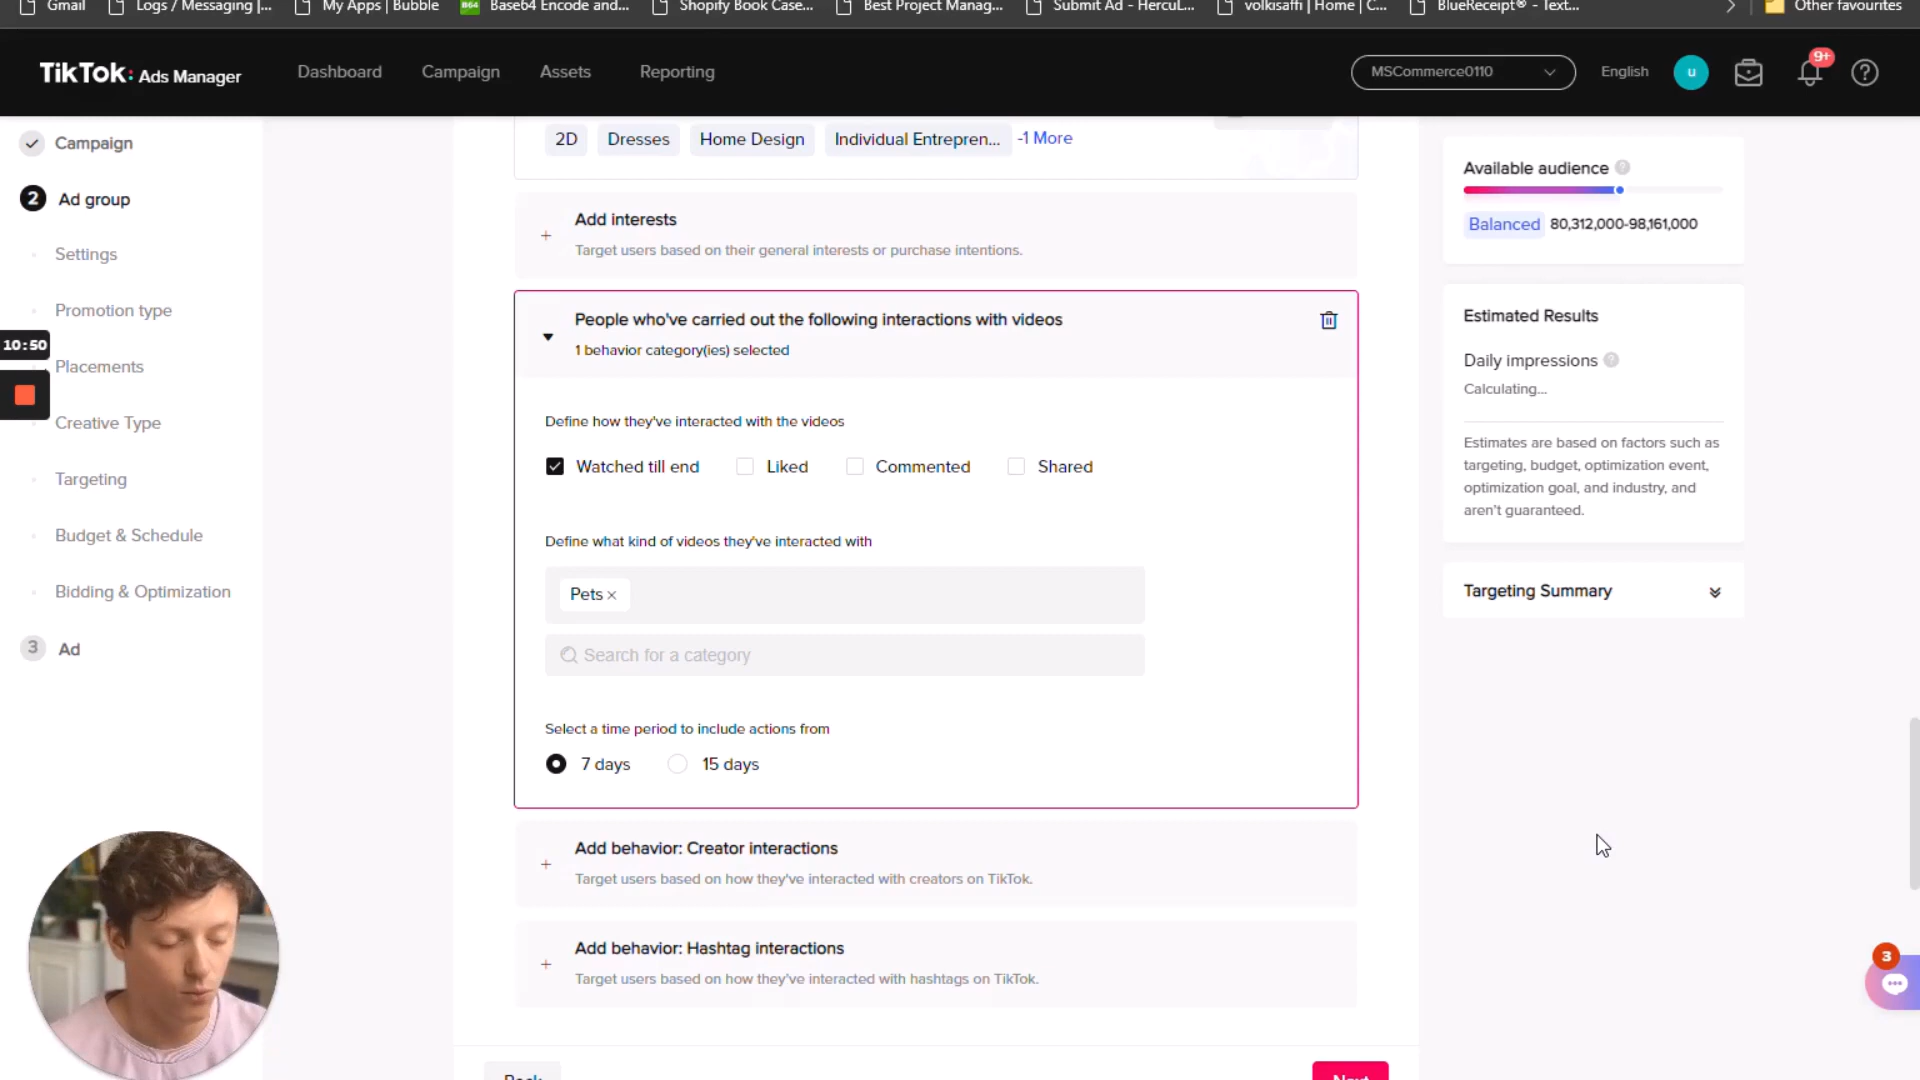 Gmail
Logs / Messaging |...
My Apps | Bubble
B64
Base64 Encode and...
Shopify Book Case...
Best Project Manag...
Submit Ad - HercuL...
volkisaffi | Home | C...
BlueReceipt® - Text...
Other favourites
TikTok: Ads Manager
Dashboard
Campaign
Assets
Reporting
MSCommerce0110
English
u
9+
Campaign
2 Ad group
Settings
Promotion type
10:50
Placements
Creative Type
Targeting
Budget & Schedule
Bidding & Optimization
3 Ad
2D
Dresses
Home Design
Individual Entrepren...
-1 More
+ Add interests
Target users based on their general interests or purchase intentions.
People who've carried out the following interactions with videos
1 behavior category(ies) selected
Define how they've interacted with the videos
Watched till end
Liked
Commented
Shared
Define what kind of videos they've interacted with
Pets ×
Search for a category
Select a time period to include actions from
7 days
15 days
+ Add behavior: Creator interactions
Target users based on how they've interacted with creators on TikTok.
+ Add behavior: Hashtag interactions
Target users based on how they've interacted with hashtags on TikTok.
Back
Next
Available audience ?
Balanced 80,312,000-98,161,000
Estimated Results
Daily impressions ?
Calculating...
Estimates are based on factors such as
targeting, budget, optimization event,
optimization goal, and industry, and
aren't guaranteed.
Targeting Summary
3